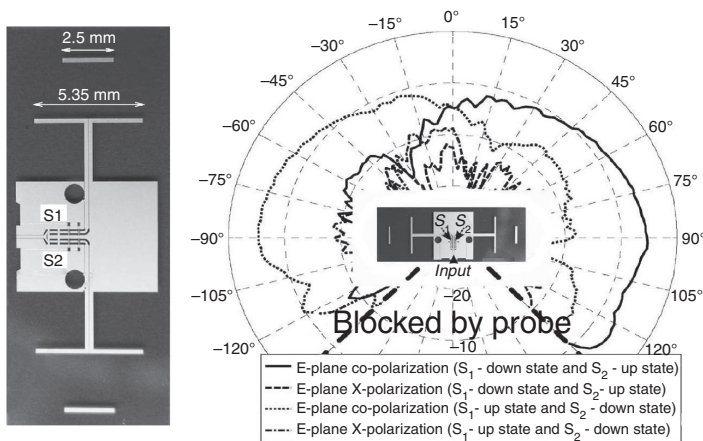 2.5 mm
5.35 mm
S1
S2
0°
–15°
15°
–30°
30°
–45°
45°
–60°
60°
–75°
75°
–90°
90°
–105°
105°
–120°
120°
S1
S2
Input
–20
–10
Blocked by probe
E-plane co-polarization (S1- down state and S2 - up state)
E-plane X-polarization (S1- down state and S2- up state)
E-plane co-polarization (S1- up state and S2 - down state)
E-plane X-polarization (S1- up state and S2 - down state)